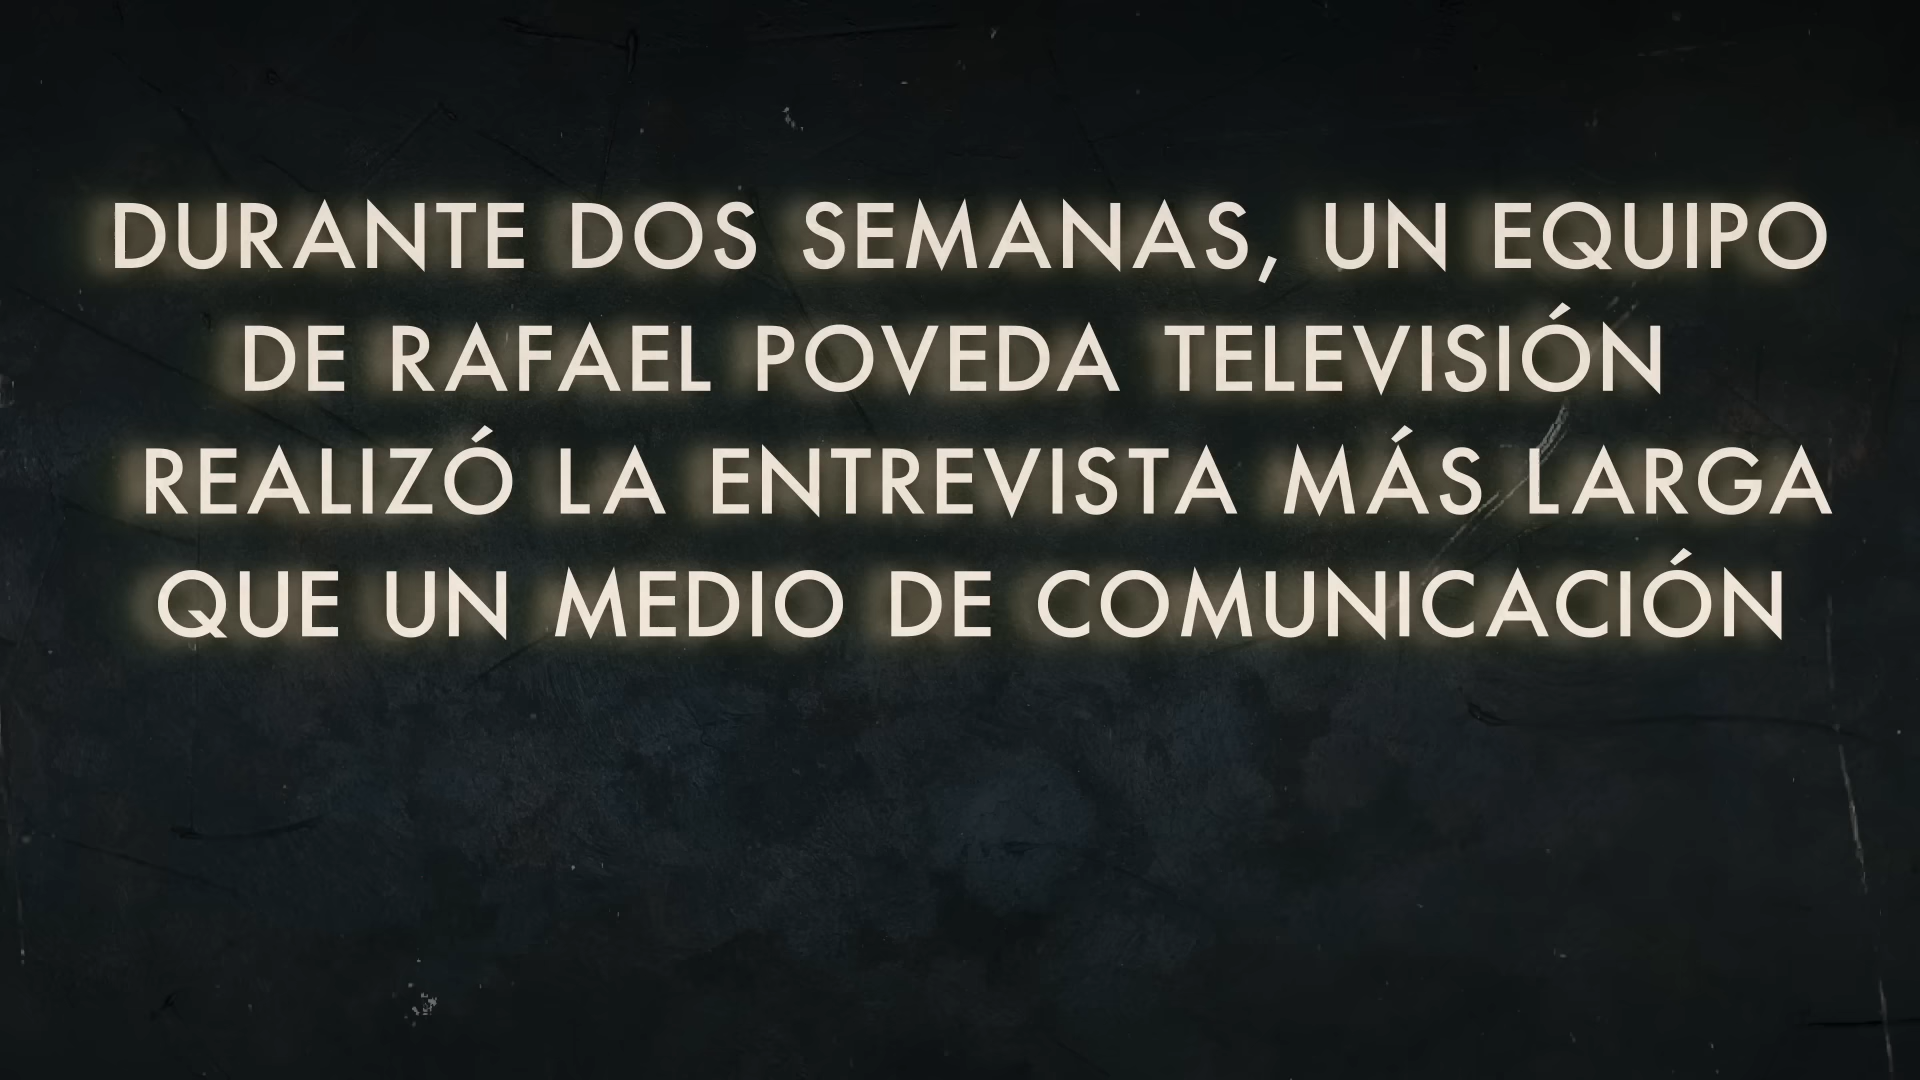 DURANTE DOS SEMANAS, UN EQUIPO
DE RAFAEL POVEDA TELEVISIÓN
REALIZÓ LA ENTREVISTA MÁS LARGA
QUE UN MEDIO DE COMUNICACIÓN